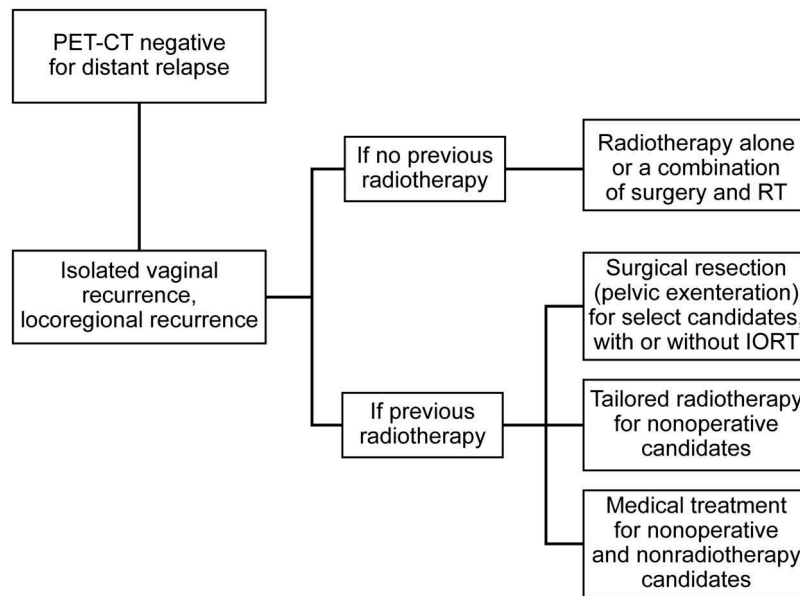 PET-CT negative
for distant relapse
Isolated vaginal
recurrence,
locoregional recurrence
If no previous
radiotherapy
Radiotherapy alone
or a combination
of surgery and RT
If previous
radiotherapy
Surgical resection
(pelvic exenteration)
for select candidates,
with or without IORT
Tailored radiotherapy
for nonoperative
candidates
Medical treatment
for nonoperative
and nonradiotherapy
candidates